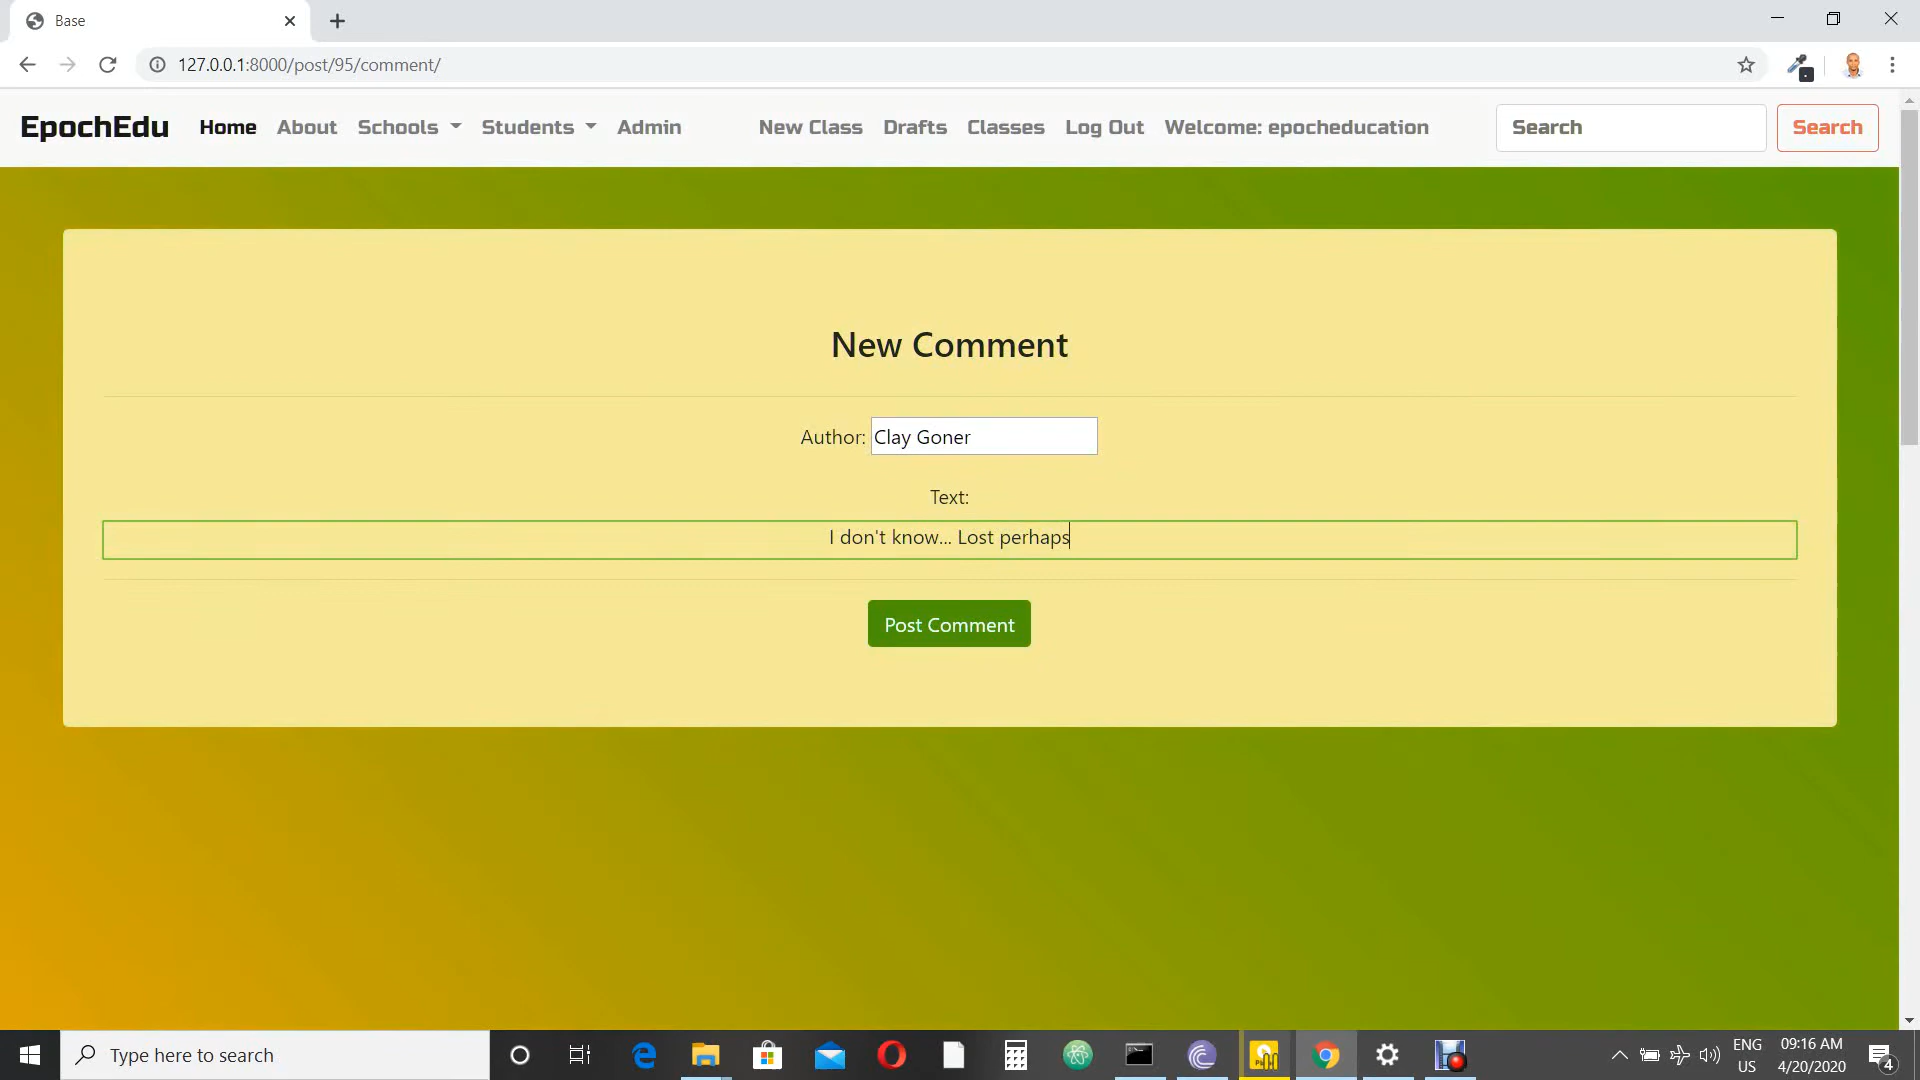 Base
127.0.0.1:8000/post/95/comment/
EpochEdu Home About Schools Students Admin New Class Drafts Classes Log Out Welcome: epocheducation Search Search
New Comment
Author: Clay Goner
Text:
I don't know... Lost perhaps
Post Comment
Type here to search
ENG
US
09:16 AM
4/20/2020
4